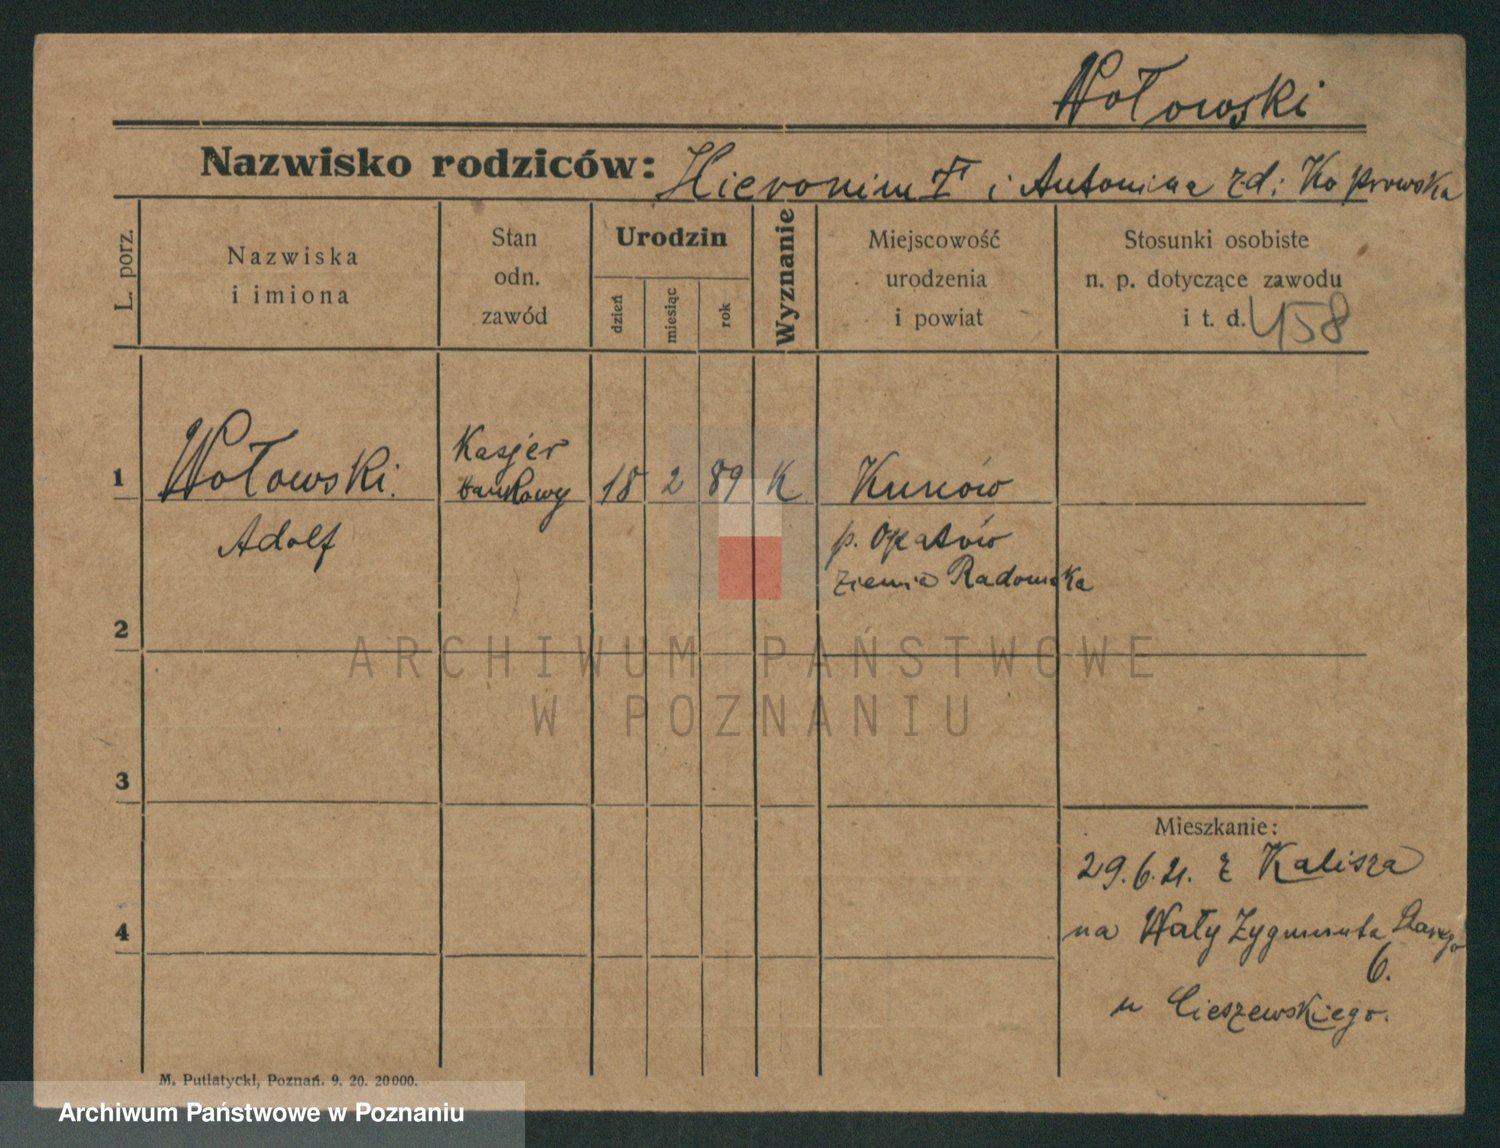 Wołowski
Nazwisko rodziców: Hieronim i Antonina zd: Koprowska
L. porz.
Nazwiska
i imiona
Stan
odn.
zawód
Urodzin
dzień
miesiąc
rok
Wyznanie
Miejscowość
urodzenia
i powiat
Stosunki osobiste
n. p. dotyczące zawodu
i t. d. 458
1 Wołowski. Kasjer bankowy 18 2 89 K Kunów
Adolf p. Opatów
Ziemia Radomska
2
ARCHIWUM PAŃSTWOWE
W POZNANIU
3
Mieszkanie:
29.6.21. z Kalisza
4 na Wały Zygmunta Starego
6.
u Cieszewskiego.
M. Putiatycki, Poznań. 9. 20. 20000.
Archiwum Państwowe w Poznaniu